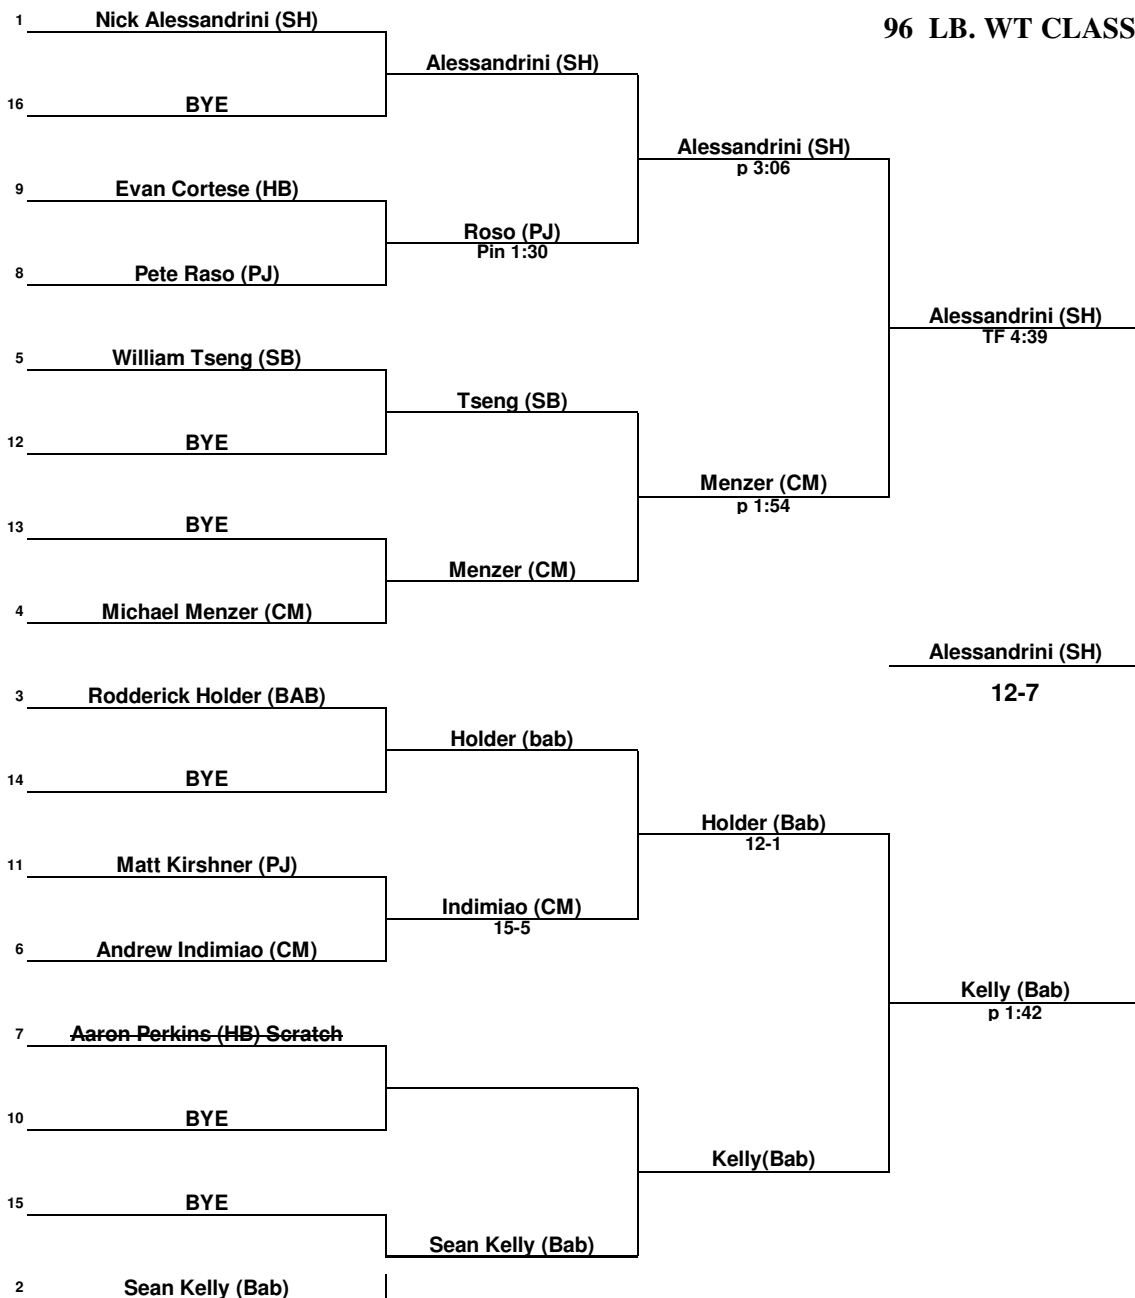 96 LB. WT CLASS
1 Nick Alessandrini (SH)
Alessandrini (SH)
16 BYE
Alessandrini (SH)
p 3:06
9 Evan Cortese (HB)
Roso (PJ)
Pin 1:30
8 Pete Raso (PJ)
Alessandrini (SH)
TF 4:39
5 William Tseng (SB)
Tseng (SB)
12 BYE
Menzer (CM)
p 1:54
13 BYE
Menzer (CM)
4 Michael Menzer (CM)
Alessandrini (SH)
12-7
3 Rodderick Holder (BAB)
Holder (bab)
14 BYE
Holder (Bab)
12-1
11 Matt Kirshner (PJ)
Indimiao (CM)
15-5
6 Andrew Indimiao (CM)
Kelly (Bab)
p 1:42
7 Aaron Perkins (HB) Scratch
10 BYE
Kelly(Bab)
15 BYE
Sean Kelly (Bab)
2 Sean Kelly (Bab)